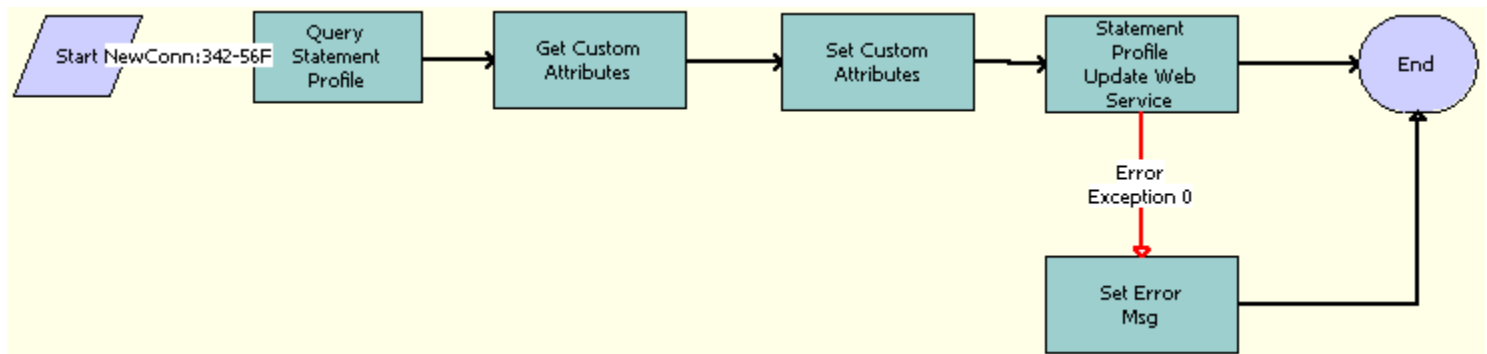 Start NewConn:342-56F
Query
Statement
Profile
Get Custom
Attributes
Set Custom
Attributes
Statement
Profile
Update Web
Service
End
Error
Exception 0
Set Error
Msg